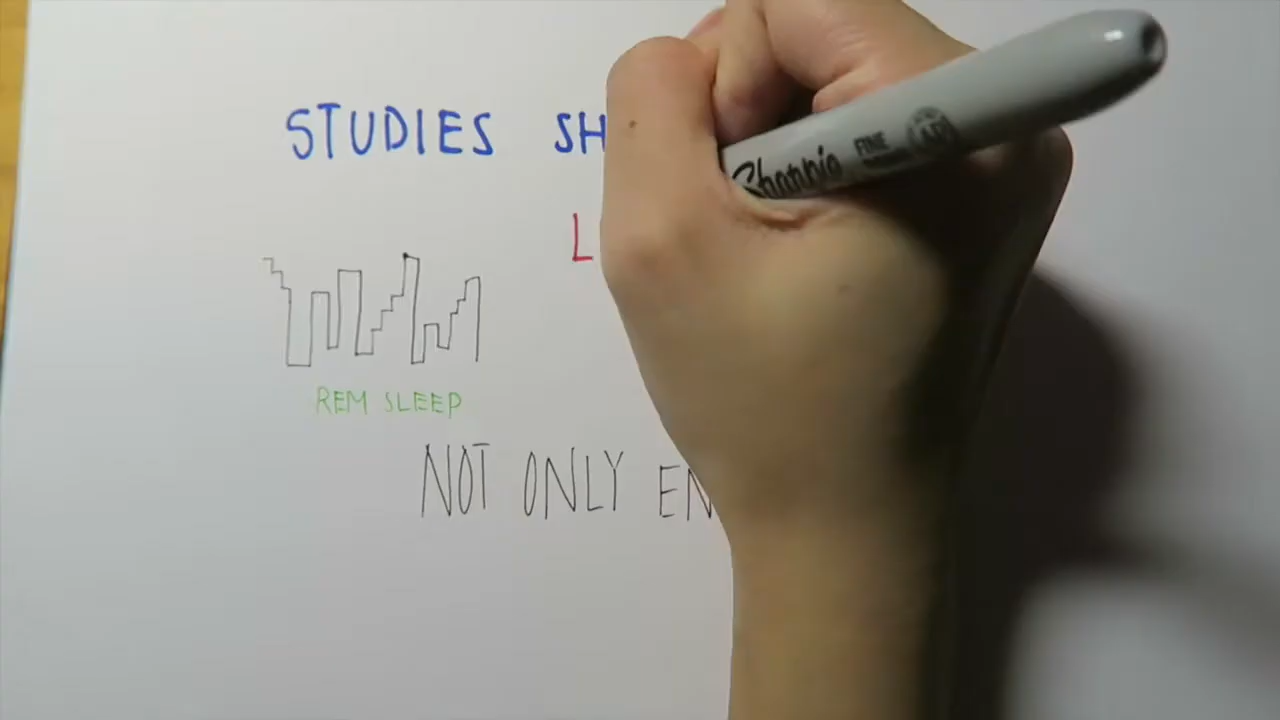 STUDIES SH
L
REM SLEEP
NOT ONLY EN
Sharpie FINE